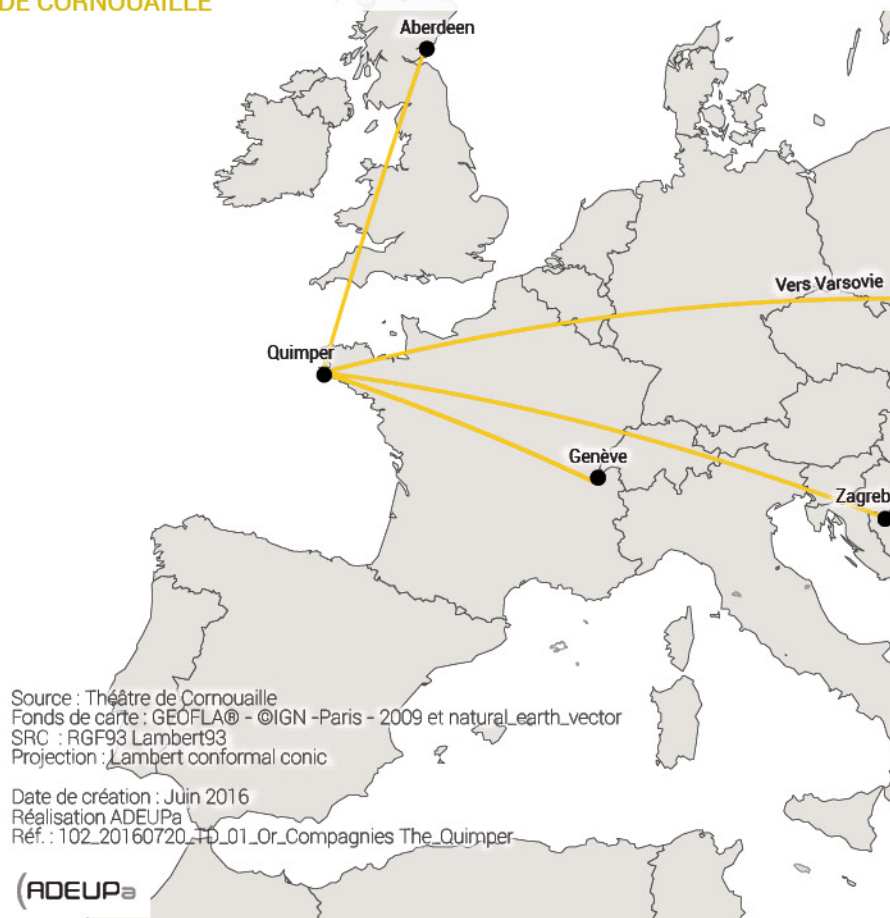 DE CORNOUAILLE
Aberdeen
Vers Varsovie
Quimper
Genève
Zagreb
Source : Théâtre de Cornouaille
Fonds de carte : GEOFLA® - ©IGN -Paris - 2009 et natural_earth_vector
SRC : RGF93 Lambert93
Projection : Lambert conformal conic
Date de création : Juin 2016
Réalisation ADEUPa
Réf. : 102_20160720_TD_01_Or_Compagnies The_Quimper
ADEUPa